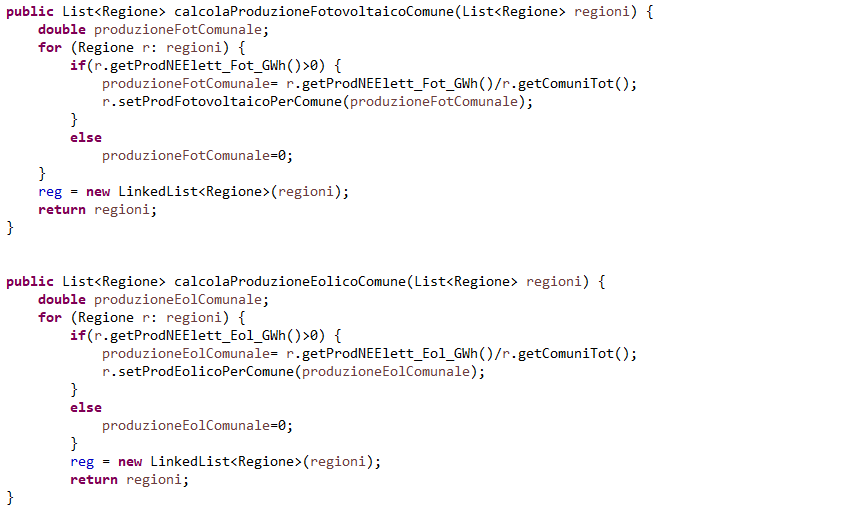 public List<Regione> calcolaProduzioneFotovoltaicoComune(List<Regione> regioni) {
    double produzioneFotComunale;
    for (Regione r: regioni) {
        if(r.getProdNEElett_Fot_GWh()>0) {
            produzioneFotComunale= r.getProdNEElett_Fot_GWh()/r.getComuniTot();
            r.setProdFotovoltaicoPerComune(produzioneFotComunale);
        }
        else
            produzioneFotComunale=0;
    }
    reg = new LinkedList<Regione>(regioni);
    return regioni;
}

public List<Regione> calcolaProduzioneEolicoComune(List<Regione> regioni) {
    double produzioneEolComunale;
    for (Regione r: regioni) {
        if(r.getProdNEElett_Eol_GWh()>0) {
            produzioneEolComunale= r.getProdNEElett_Eol_GWh()/r.getComuniTot();
            r.setProdEolicoPerComune(produzioneEolComunale);
        }
        else
            produzioneEolComunale=0;
        }
        reg = new LinkedList<Regione>(regioni);
        return regioni;
}